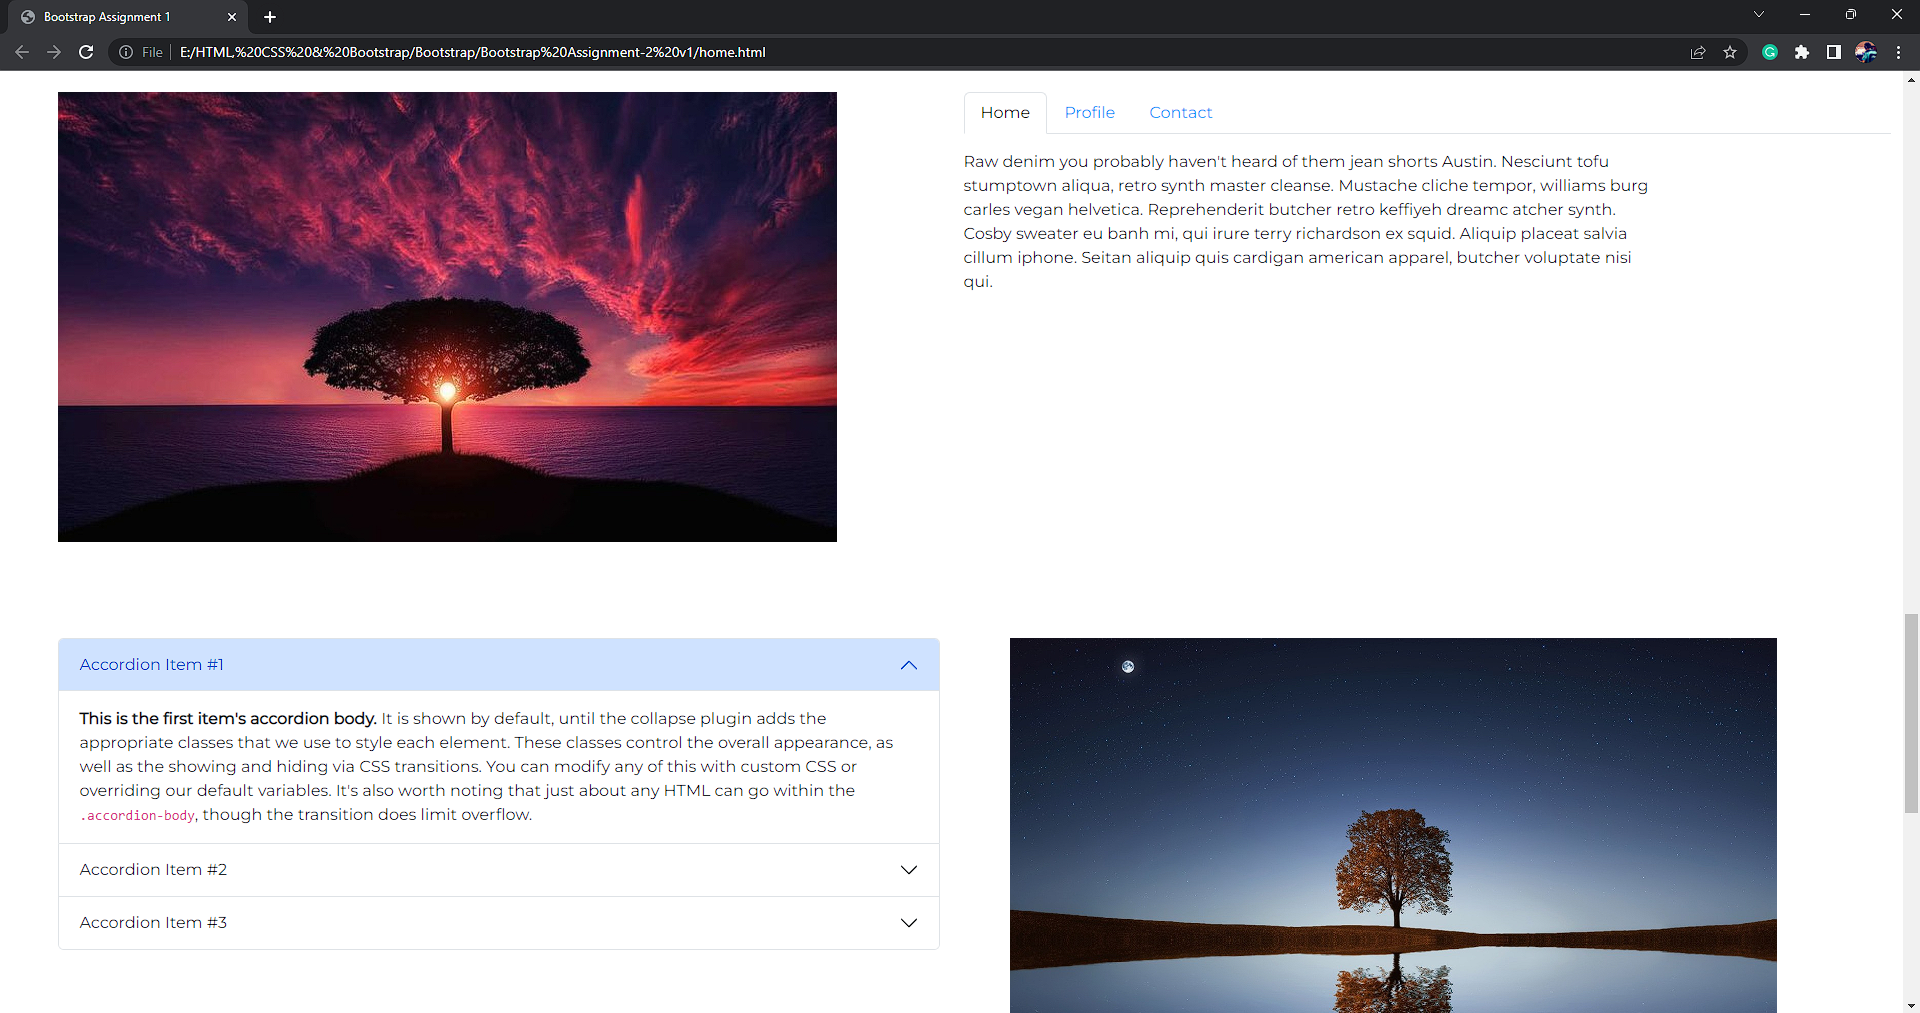 Bootstrap Assignment 1
File
E:/HTML,%20CSS%20&%20Bootstrap/Bootstrap/Bootstrap%20Assignment-2%20v1/home.html
Home
Profile
Contact
Raw denim you probably haven't heard of them jean shorts Austin. Nesciunt tofu
stumptown aliqua, retro synth master cleanse. Mustache cliche tempor, williams burg
carles vegan helvetica. Reprehenderit butcher retro keffiyeh dreamc atcher synth.
Cosby sweater eu banh mi, qui irure terry richardson ex squid. Aliquip placeat salvia
cillum iphone. Seitan aliquip quis cardigan american apparel, butcher voluptate nisi
qui.
Accordion Item #1
This is the first item's accordion body. It is shown by default, until the collapse plugin adds the
appropriate classes that we use to style each element. These classes control the overall appearance, as
well as the showing and hiding via CSS transitions. You can modify any of this with custom CSS or
overriding our default variables. It's also worth noting that just about any HTML can go within the
.accordion-body, though the transition does limit overflow.
Accordion Item #2
Accordion Item #3